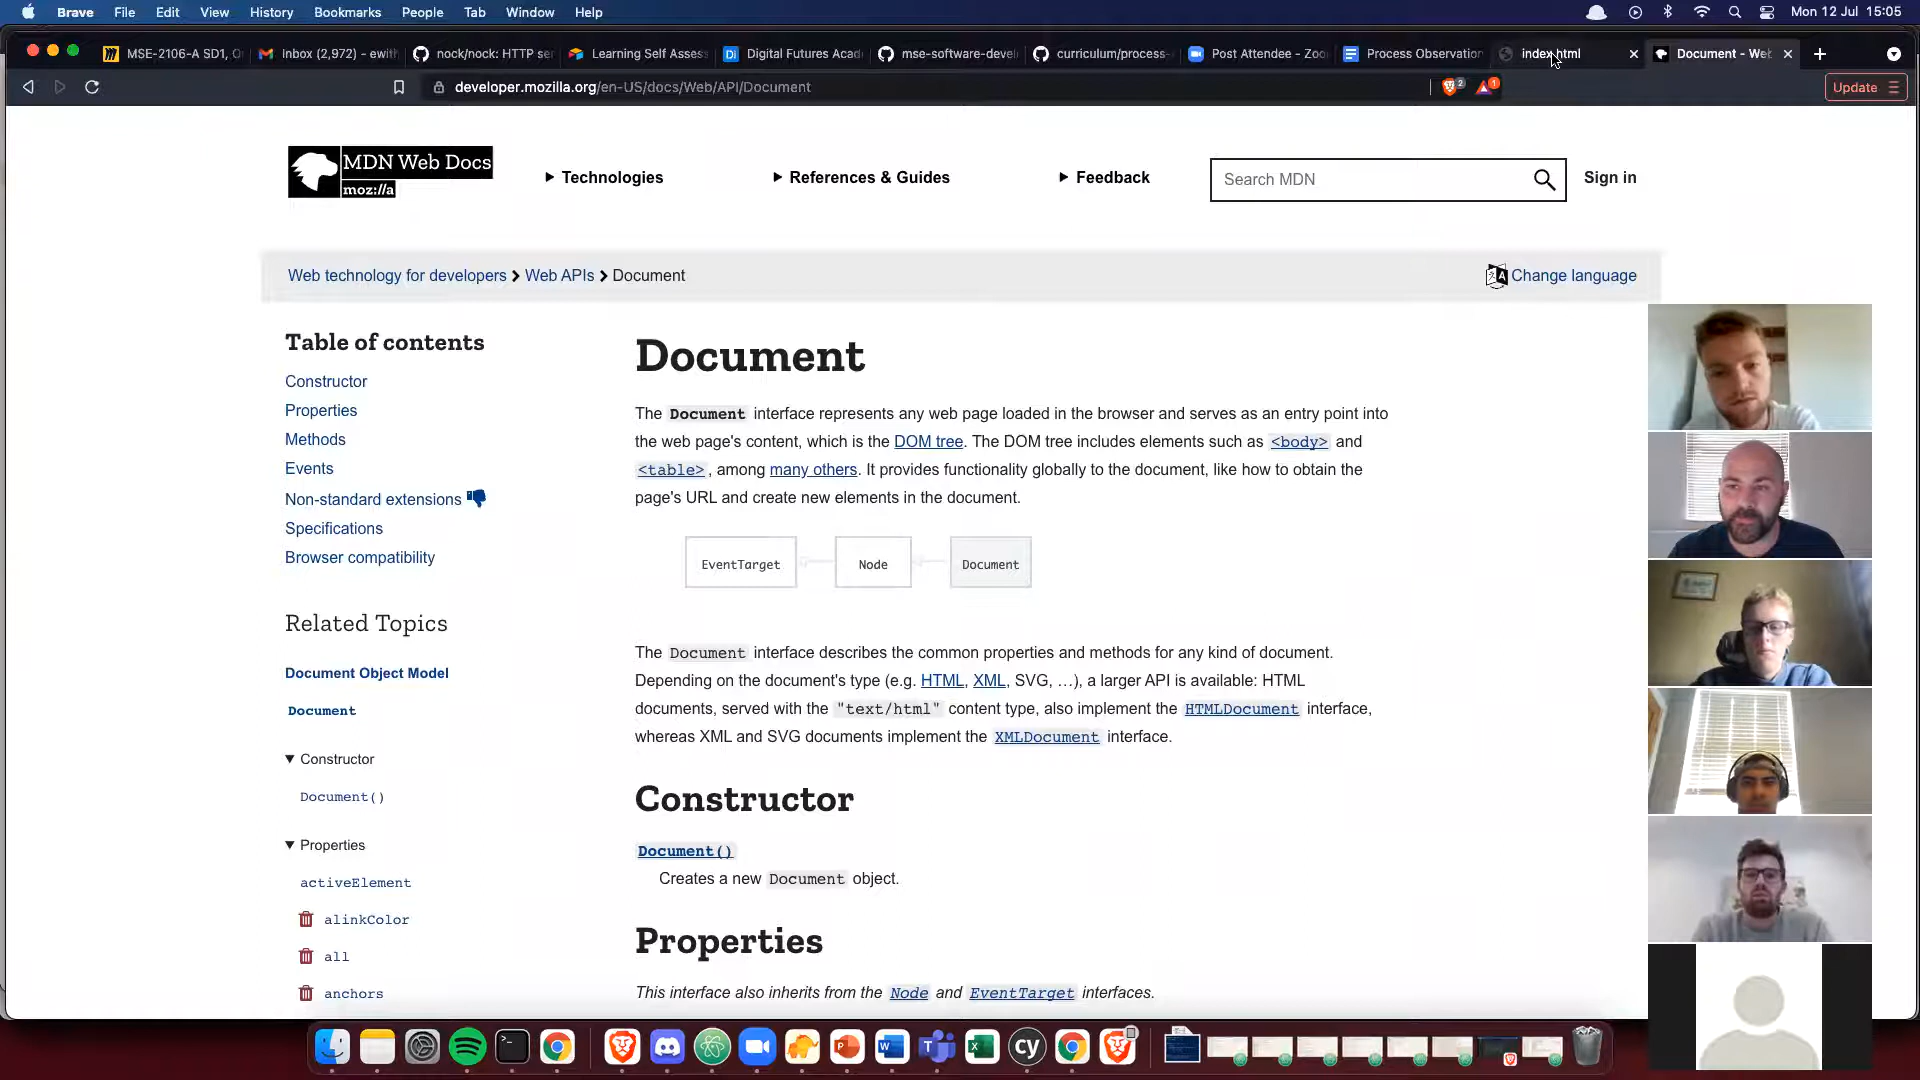 Brave File Edit View History Bookmarks People Tab Window Help Mon 12 Jul 15:05
MSE-2106-A SD1, O Inbox (2,972) – ewith nock/nock: HTTP ser Learning Self Assess Digital Futures Acad mse-software-devel curriculum/process- Post Attendee - Zoo Process Observation index.html Document - Web
developer.mozilla.org/en-US/docs/Web/API/Document 2 1 Update
MDN Web Docs
moz://a
Technologies References & Guides Feedback Search MDN Sign in
Web technology for developers Web APIs Document Change language
Table of contents
Constructor
Properties
Methods
Events
Non-standard extensions
Specifications
Browser compatibility
Related Topics
Document Object Model
Document
Constructor
Document()
Properties
activeElement
alinkColor
all
anchors
Document
The Document interface represents any web page loaded in the browser and serves as an entry point into
the web page's content, which is the DOM tree. The DOM tree includes elements such as <body> and
<table>, among many others. It provides functionality globally to the document, like how to obtain the
page's URL and create new elements in the document.
EventTarget Node Document
The Document interface describes the common properties and methods for any kind of document.
Depending on the document's type (e.g. HTML, XML, SVG, …), a larger API is available: HTML
documents, served with the "text/html" content type, also implement the HTMLDocument interface,
whereas XML and SVG documents implement the XMLDocument interface.
Constructor
Document()
Creates a new Document object.
Properties
This interface also inherits from the Node and EventTarget interfaces.